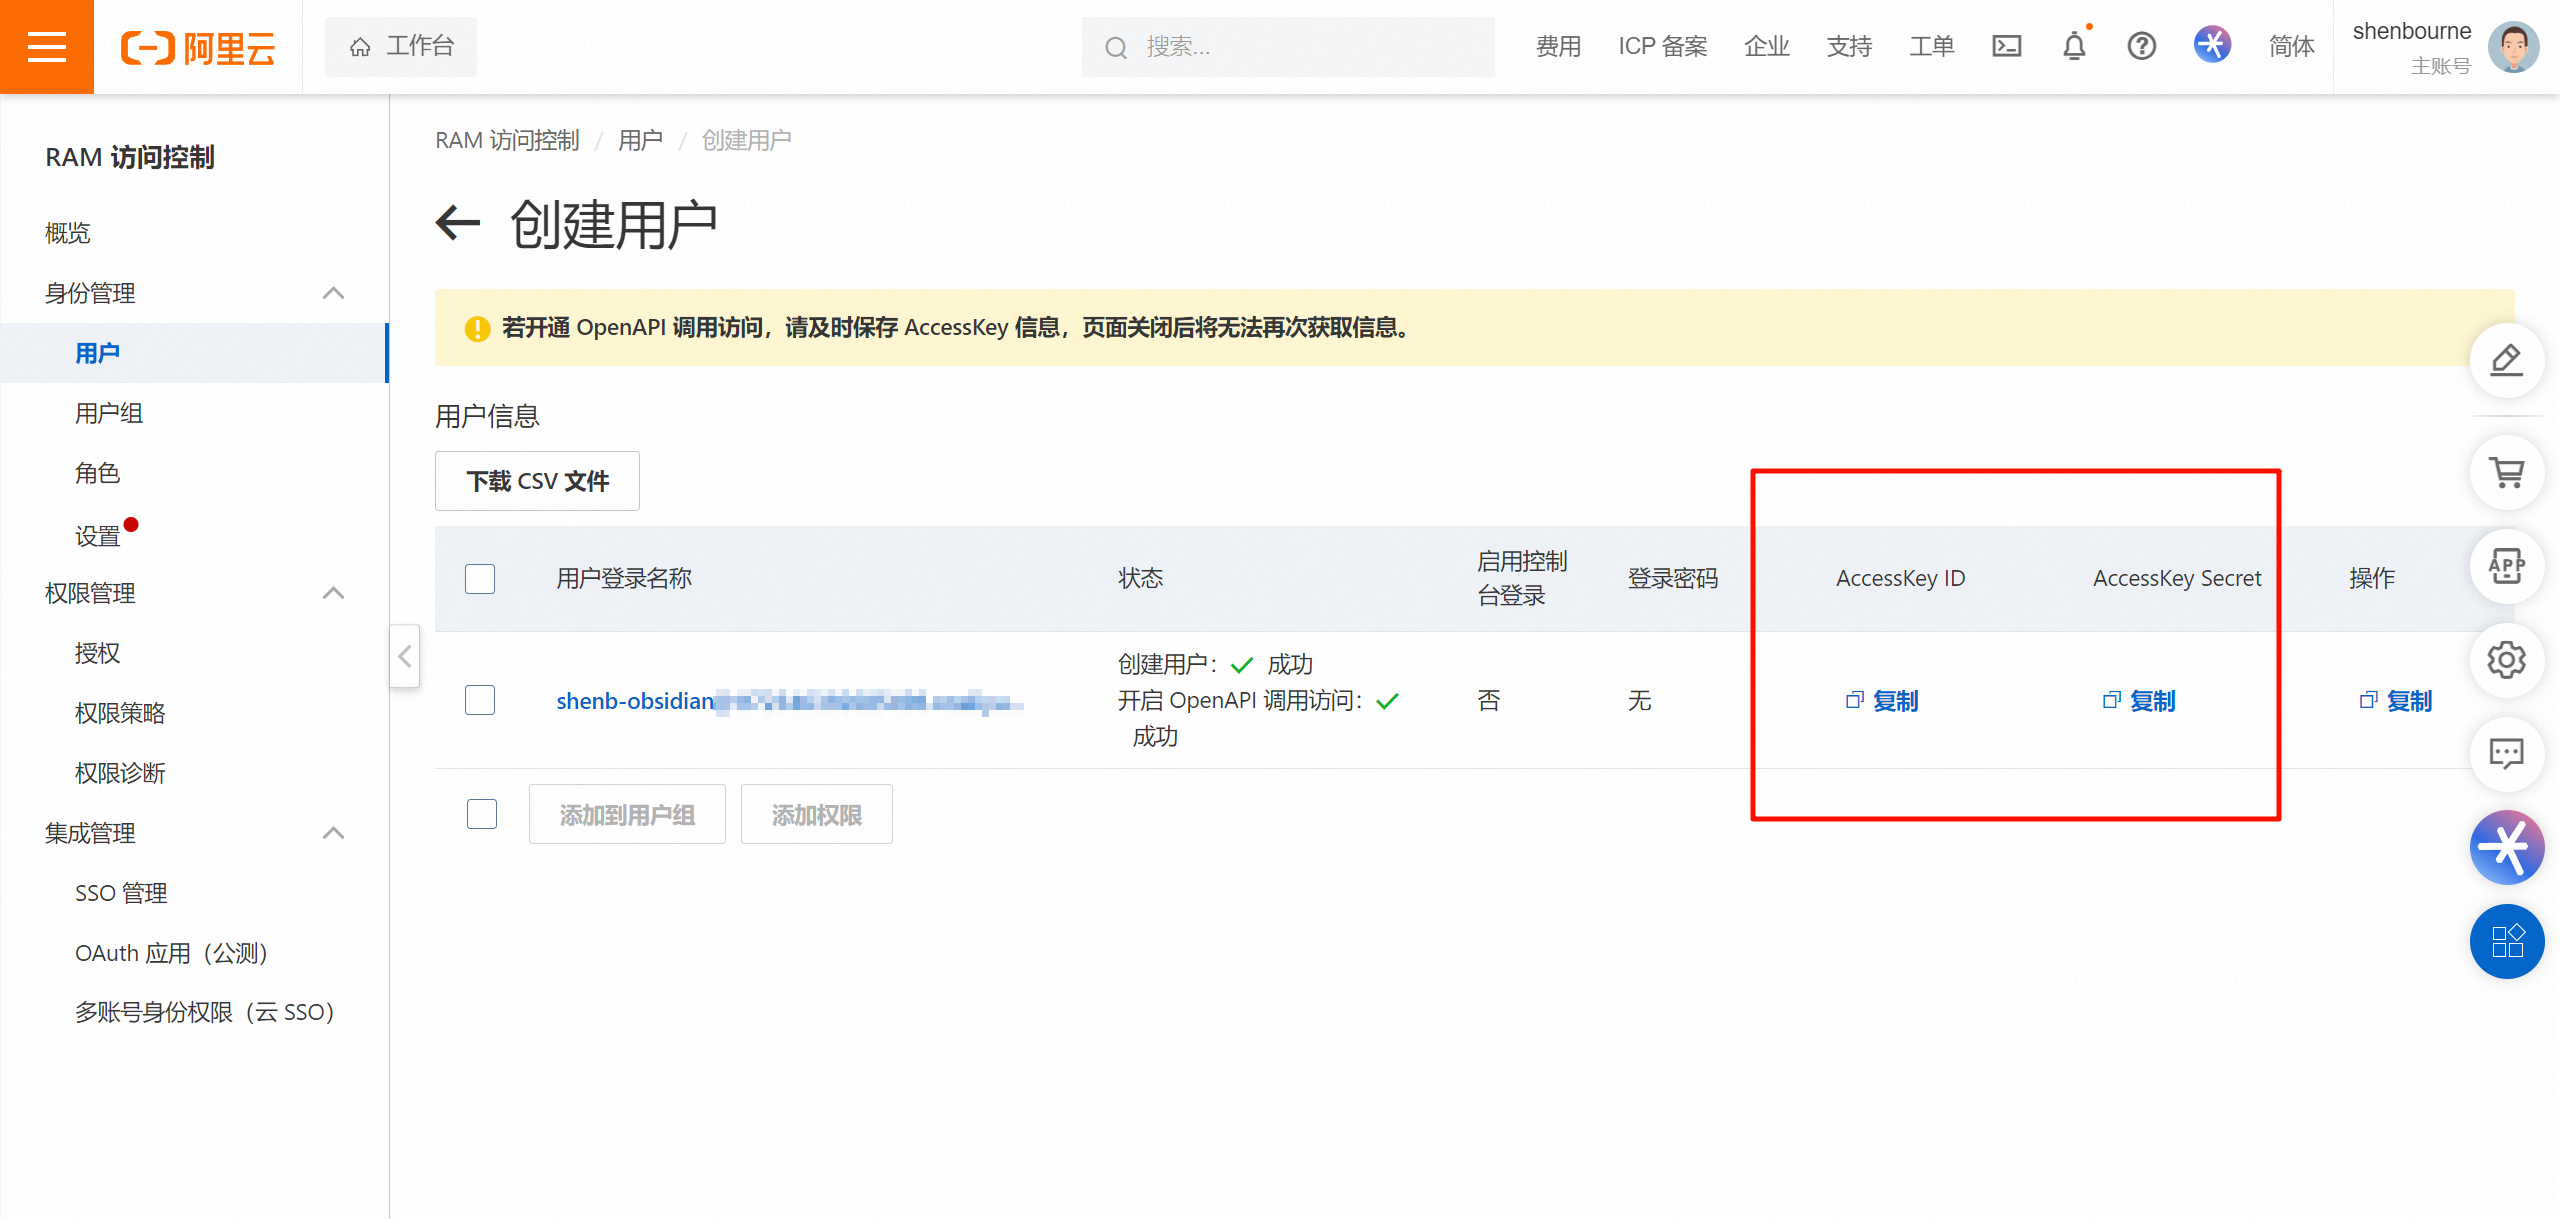 阿里云
工作台
搜索...
费用
ICP 备案
企业
支持
工单
简体
shenbourne
主账号
RAM 访问控制
概览
身份管理
用户
用户组
角色
设置
权限管理
授权
权限策略
权限诊断
集成管理
SSO 管理
OAuth 应用（公测）
多账号身份权限（云 SSO）
RAM 访问控制 / 用户 / 创建用户
创建用户
若开通 OpenAPI 调用访问，请及时保存 AccessKey 信息，页面关闭后将无法再次获取信息。
用户信息
下载 CSV 文件
用户登录名称
状态
启用控制
台登录
登录密码
AccessKey ID
AccessKey Secret
操作
shenb-obsidian
创建用户： 成功
开启 OpenAPI 调用访问：
成功
否
无
复制
复制
复制
添加到用户组
添加权限
APP